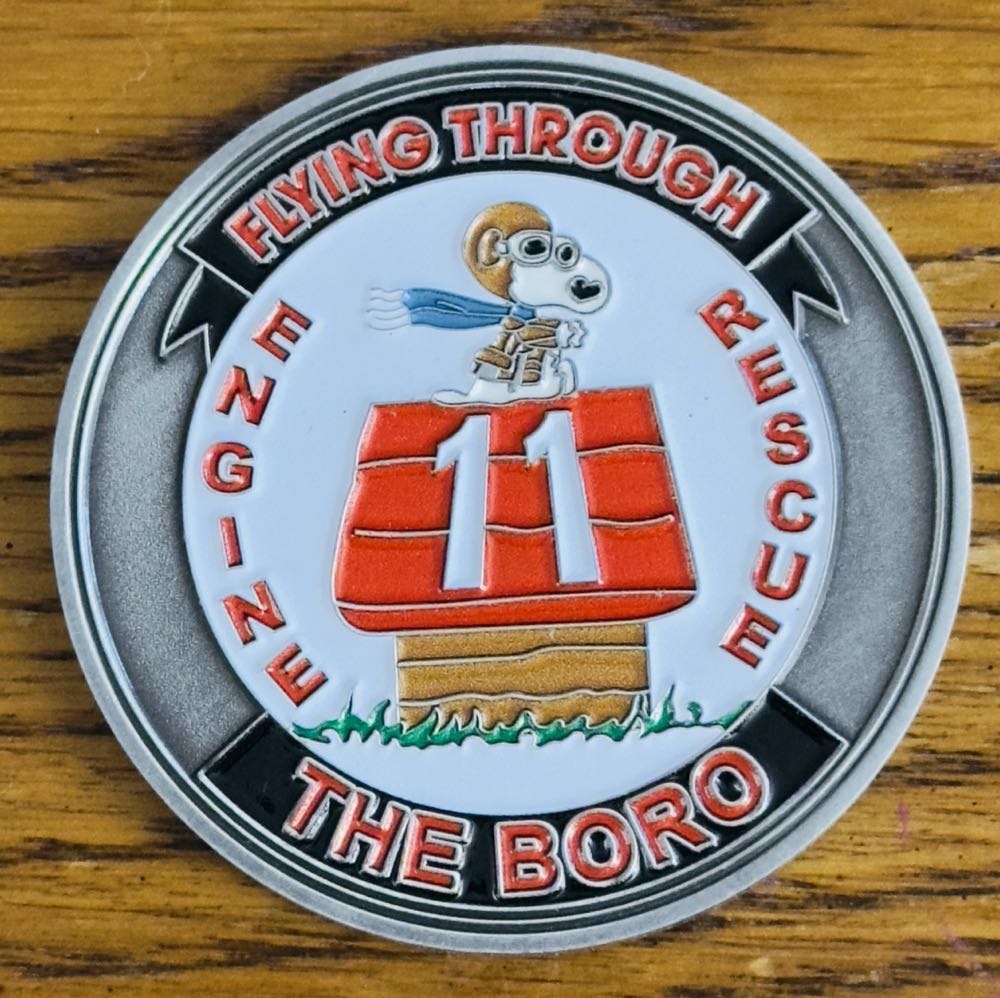 FLYING THROUGH
ENGINE
RESCUE
11
THE BORO